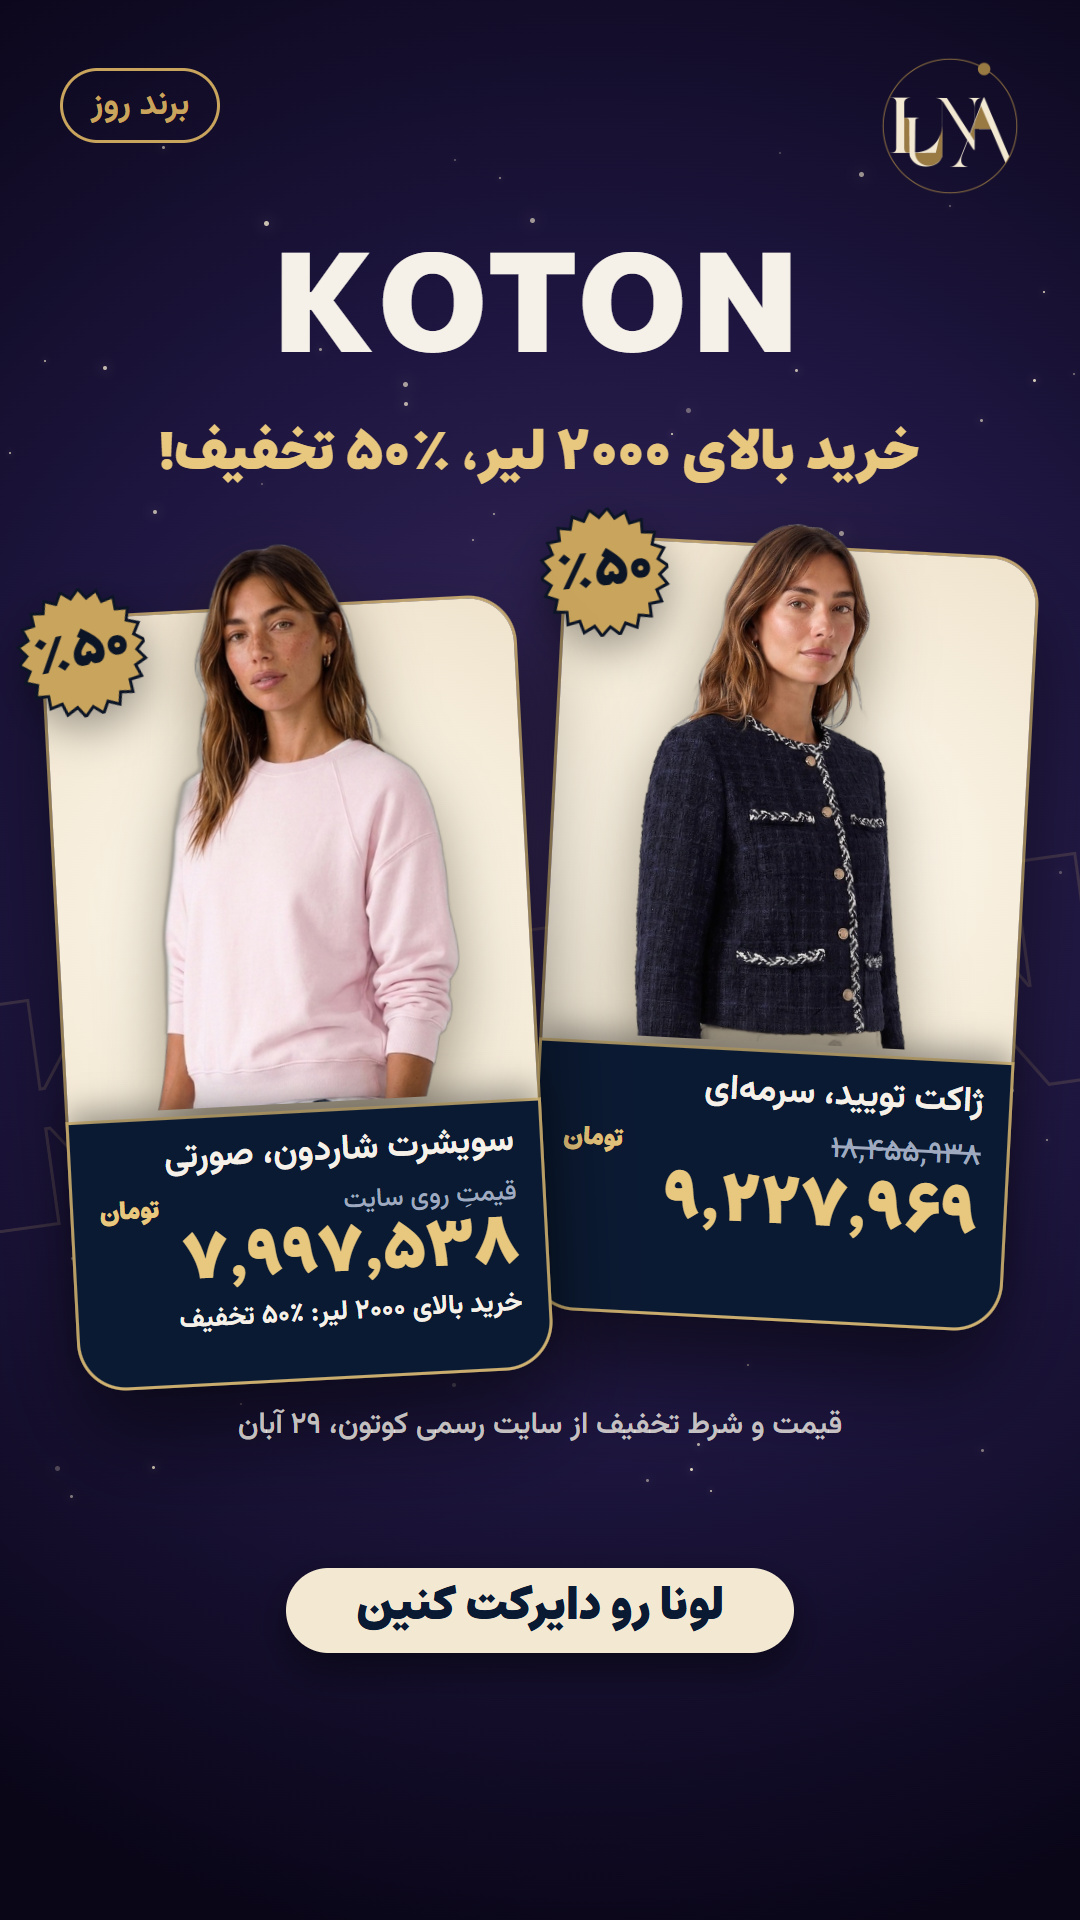 برند روز
LUNA
KOTON
خرید بالای ۲۰۰۰ لیر، ۵۰٪ تخفیف!
۵۰٪
ژاکت تویید، سرمه‌ای
۱۸,۴۵۵,۹۳۸
۹,۲۲۷,۹۶۹ تومان
۵۰٪
سویشرت شاردون، صورتی
قیمتِ روی سایت
۷,۹۹۷,۵۳۸ تومان
خرید بالای ۲۰۰۰ لیر: ۵۰٪ تخفیف
قیمت و شرط تخفیف از سایت رسمی کوتون، ۲۹ آبان
لونا رو دایرکت کنین